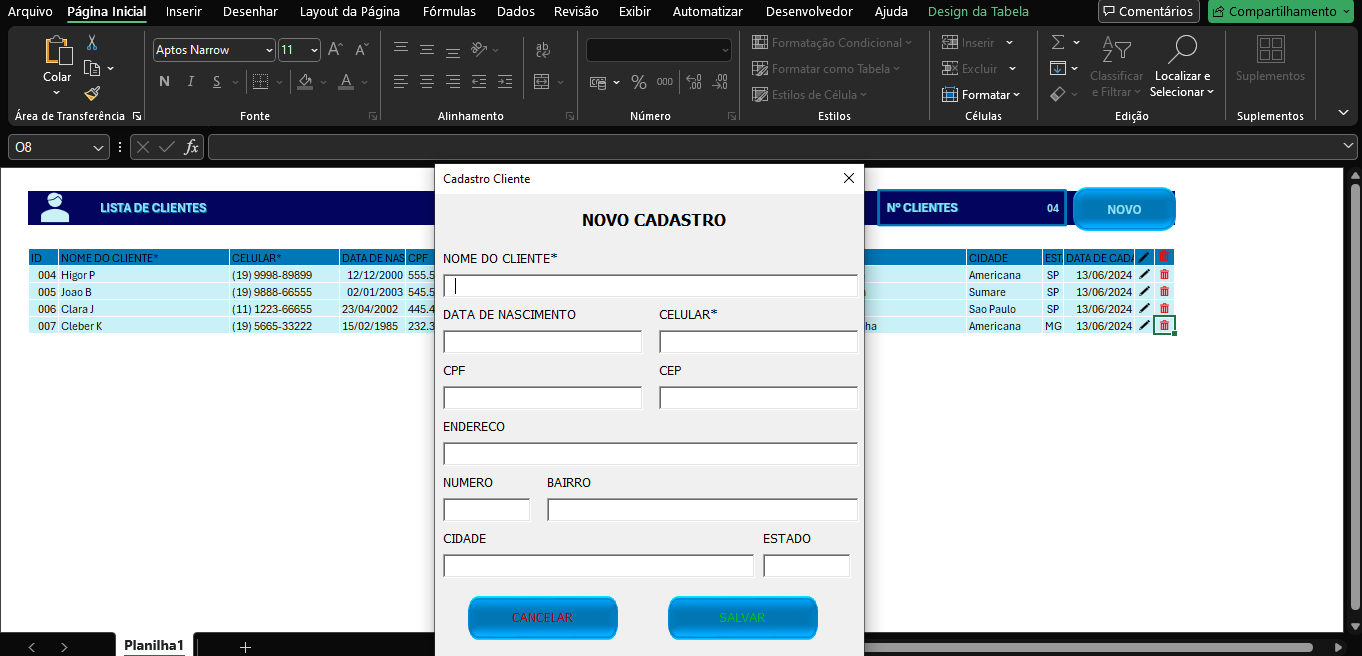 Arquivo Página Inicial Inserir Desenhar Layout da Página Fórmulas Dados Revisão Exibir Automatizar Desenvolvedor Ajuda Design da Tabela Comentários Compartilhamento
Aptos Narrow 11 A^ Aˇ ab Formatação Condicional Inserir Σ A Z
N I S A % 000 Formatar como Tabela Excluir
Colar Estilos de Célula Formatar Classificar e Filtrar Localizar e Selecionar Suplementos
Área de Transferência Fonte Alinhamento Número Estilos Células Edição Suplementos
O8 fx
Cadastro Cliente
LISTA DE CLIENTES Nº CLIENTES 04 NOVO
NOVO CADASTRO
ID NOME DO CLIENTE* CELULAR* DATA DE NAS CPF CIDADE EST DATA DE CADA
004 Higor P (19) 9998-89899 12/12/2000 555.5 Americana SP 13/06/2024
005 Joao B (19) 9888-66555 02/01/2003 545.5 Sumare SP 13/06/2024
006 Clara J (11) 1223-66655 23/04/2002 445.4 Sao Paulo SP 13/06/2024
007 Cleber K (19) 5665-33222 15/02/1985 232.3 ha Americana MG 13/06/2024
NOME DO CLIENTE*
DATA DE NASCIMENTO CELULAR*
CPF CEP
ENDERECO
NUMERO BAIRRO
CIDADE ESTADO
CANCELAR SALVAR
Planilha1